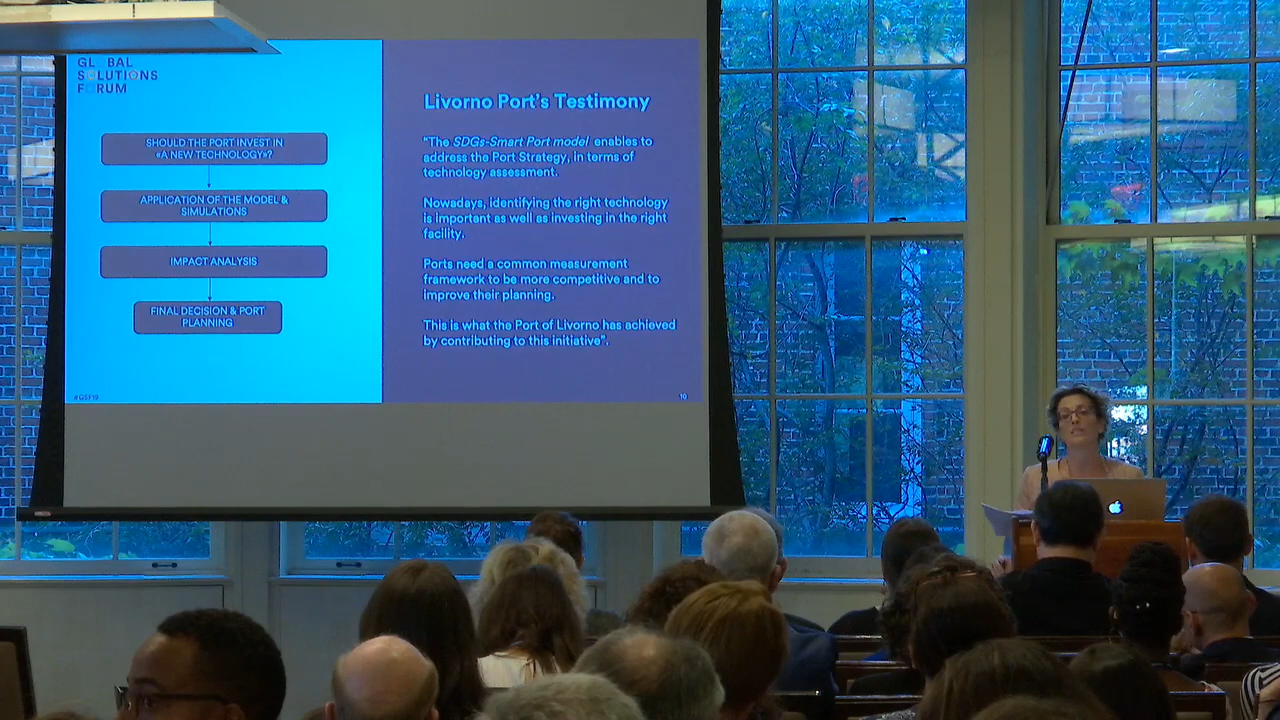 GL BAL
SOLUTIONS
FORUM
SHOULD THE PORT INVEST IN
«A NEW TECHNOLOGY»?
APPLICATION OF THE MODEL &
SIMULATIONS
IMPACT ANALYSIS
FINAL DECISION & PORT
PLANNING
#GSF19
Livorno Port's Testimony
"The SDGs-Smart Port model enables to
address the Port Strategy, in terms of
technology assessment.
Nowadays, identifying the right technology
is important as well as investing in the right
facility.
Ports need a common measurement
framework to be more competitive and to
improve their planning.
This is what the Port of Livorno has achieved
by contributing to this initiative".
10